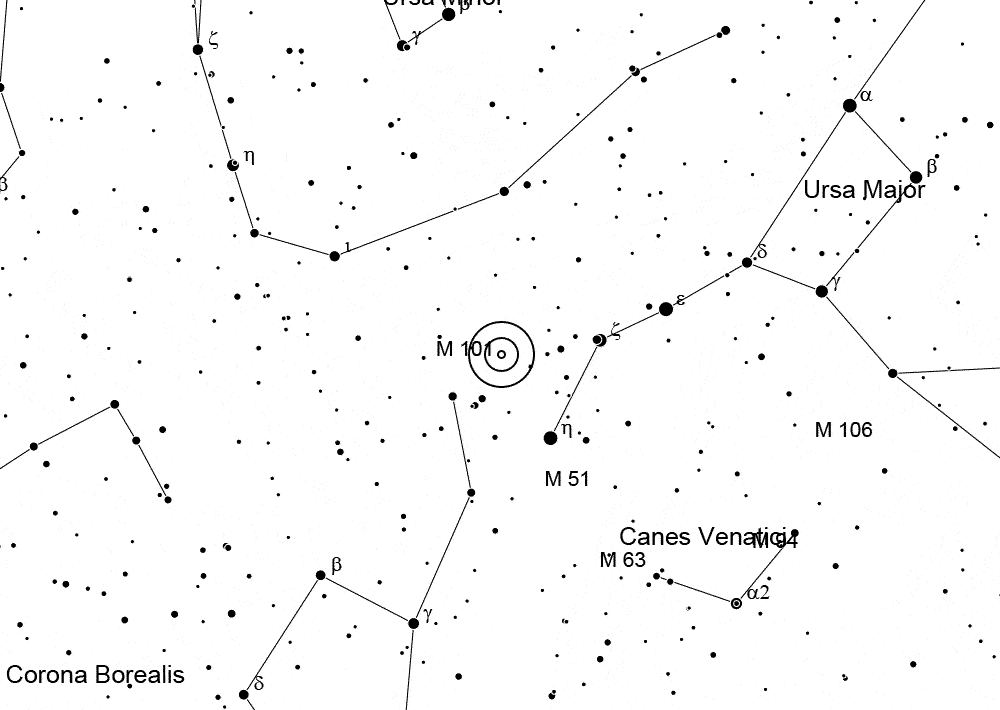 Ursa Minor
β
γ
ζ
α
η
β
β
Ursa Major
ι
δ
γ
ε
ζ
M 101
η
M 106
M 51
Canes Venatici
M 94
M 63
β
α2
γ
Corona Borealis
δ